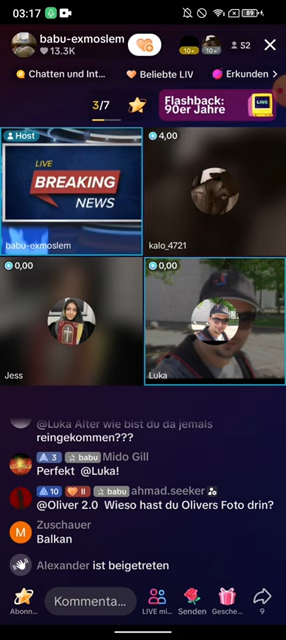 03:17
89
babu-exmoslem
13.3K
10+
10+
52
Chatten und Int...
Beliebte LIV
Erkunden
3/7
Flashback:
90er Jahre
LIVE
Host
4,00
LIVE
BREAKING
NEWS
babu-exmoslem
kalo_4721
0,00
0,00
Jess
Luka
@Luka Alter wie bist du da jemals
reingekommen???
3 babu Mido Gill
Perfekt @Luka!
10 II babu ahmad.seeker
@Oliver 2.0 Wieso hast du Olivers Foto drin?
M Zuschauer
Balkan
Alexander ist beigetreten
Abonn...
Kommenta...
LIVE mi...
Senden
Gesche...
9